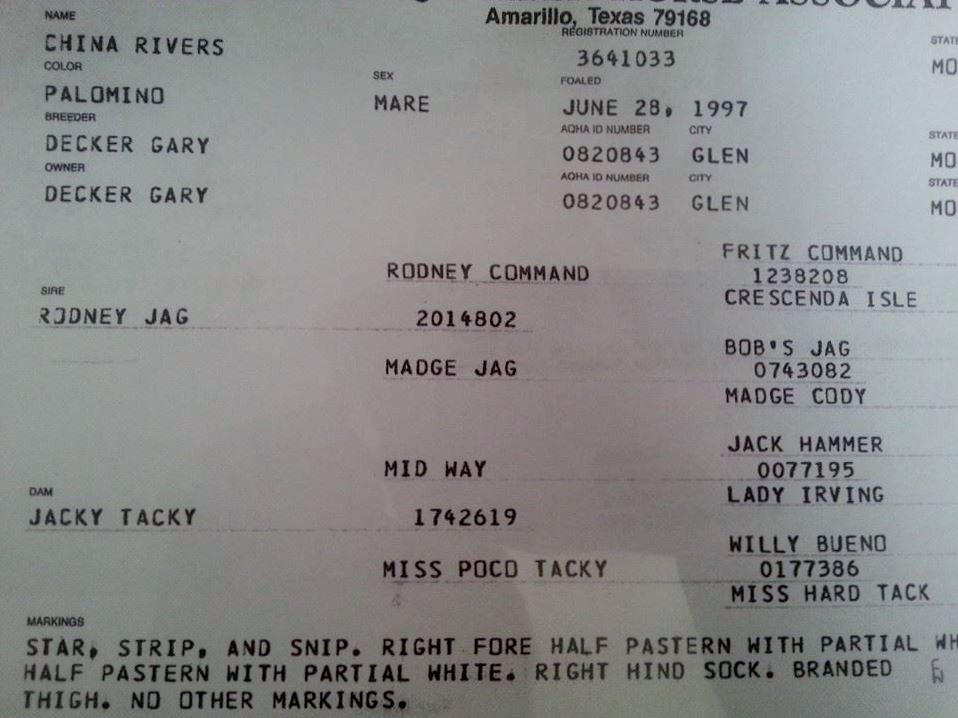 Amarillo, Texas 79168
NAME
CHINA RIVERS
REGISTRATION NUMBER
3641033
STATE
MO
COLOR
PALOMINO
SEX
MARE
FOALED
JUNE 28, 1997
BREEDER
DECKER GARY
AQHA ID NUMBER CITY
0820843 GLEN
STATE
MO
OWNER
DECKER GARY
AQHA ID NUMBER CITY
0820843 GLEN
STATE
MO
FRITZ COMMAND
RODNEY COMMAND
1238208
CRESCENDA ISLE
SIRE
RODNEY JAG
2014802
BOB'S JAG
MADGE JAG
0743082
MADGE CODY
JACK HAMMER
MID WAY
0077195
LADY IRVING
DAM
JACKY TACKY
1742619
WILLY BUENO
MISS POCO TACKY
0177386
MISS HARD TACK
MARKINGS
STAR, STRIP, AND SNIP. RIGHT FORE HALF PASTERN WITH PARTIAL WH
HALF PASTERN WITH PARTIAL WHITE. RIGHT HIND SOCK. BRANDED
THIGH. NO OTHER MARKINGS.